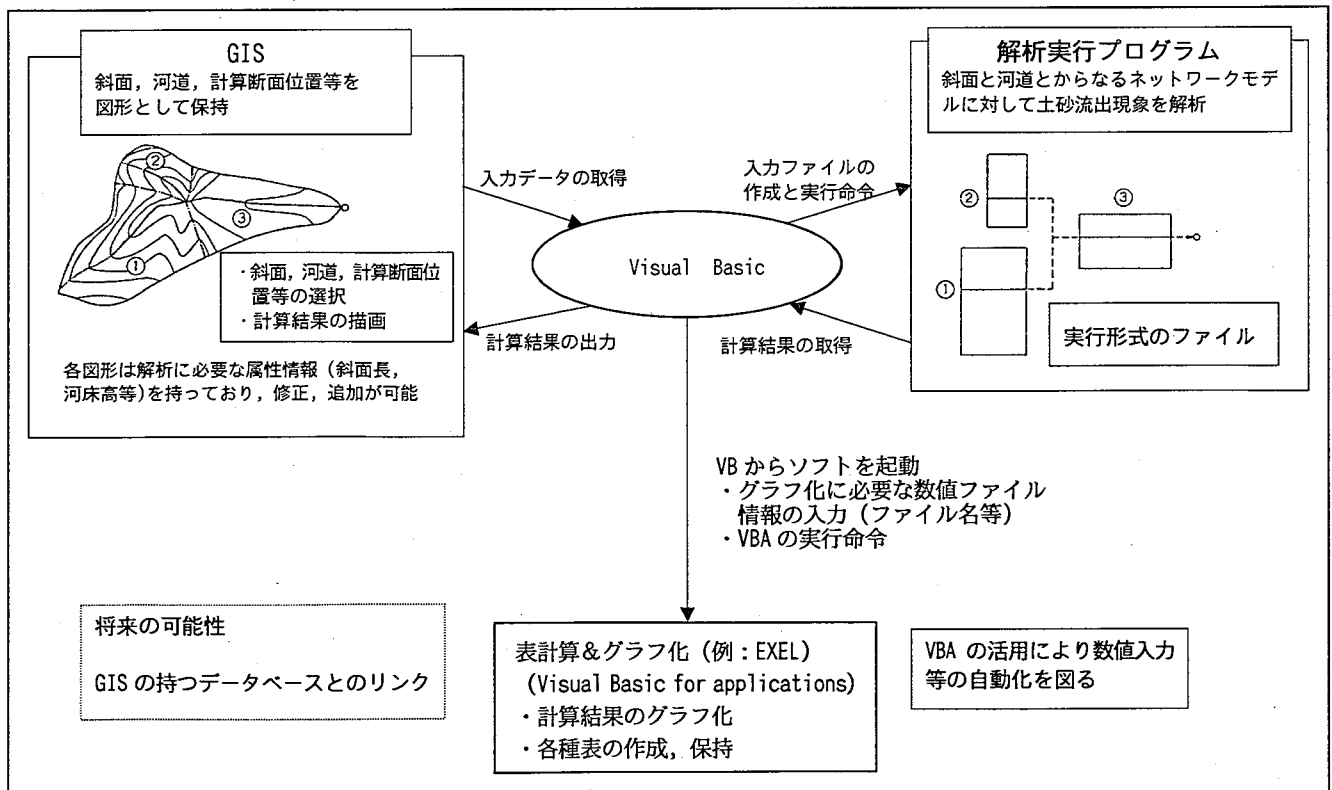 GIS
斜面，河道，計算断面位置等を
図形として保持
②
③
①
・斜面，河道，計算断面位
置等の選択
・計算結果の描画
各図形は解析に必要な属性情報（斜面長，
河床高等）を持っており，修正，追加が可能
入力データの取得
計算結果の出力
Visual Basic
入力ファイルの
作成と実行命令
計算結果の取得
解析実行プログラム
斜面と河道とからなるネットワークモデ
ルに対して土砂流出現象を解析
②
③
①
実行形式のファイル
VBからソフトを起動
・グラフ化に必要な数値ファイル
情報の入力（ファイル名等）
・VBAの実行命令
将来の可能性
GISの持つデータベースとのリンク
表計算＆グラフ化（例：EXEL）
(Visual Basic for applications)
・計算結果のグラフ化
・各種表の作成，保持
VBAの活用により数値入力
等の自動化を図る